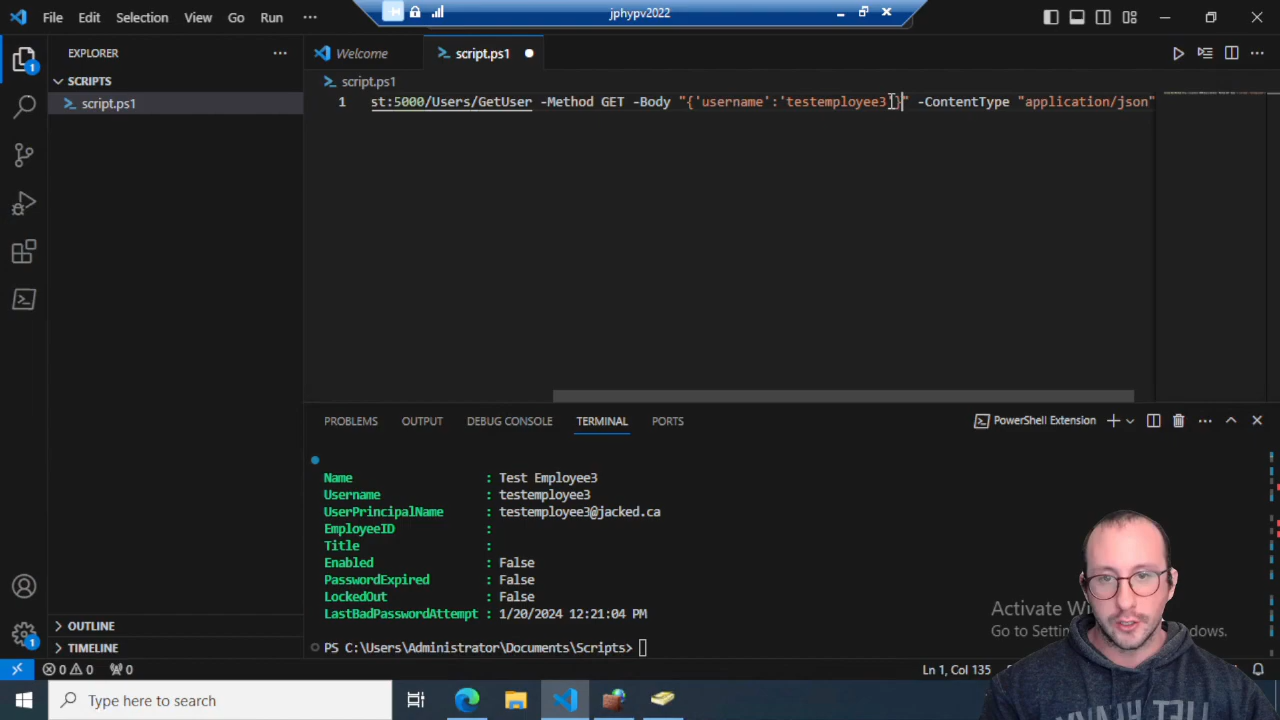 File Edit Selection View Go Run ···
jphypv2022
EXPLORER ···
Welcome
script.ps1
SCRIPTS
script.ps1
script.ps1
1 st:5000/Users/GetUser -Method GET -Body "{'username':'testemployee3'}" -ContentType "application/json"
PROBLEMS OUTPUT DEBUG CONSOLE TERMINAL PORTS
PowerShell Extension
Name : Test Employee3
Username : testemployee3
UserPrincipalName : testemployee3@jacked.ca
EmployeeID :
Title :
Enabled : False
PasswordExpired : False
LockedOut : False
LastBadPasswordAttempt : 1/20/2024 12:21:04 PM
PS C:\Users\Administrator\Documents\Scripts>
OUTLINE
TIMELINE
1
1
Activate Wi
Go to Settin dows.
0 0 0
Ln 1, Col 135
Type here to search